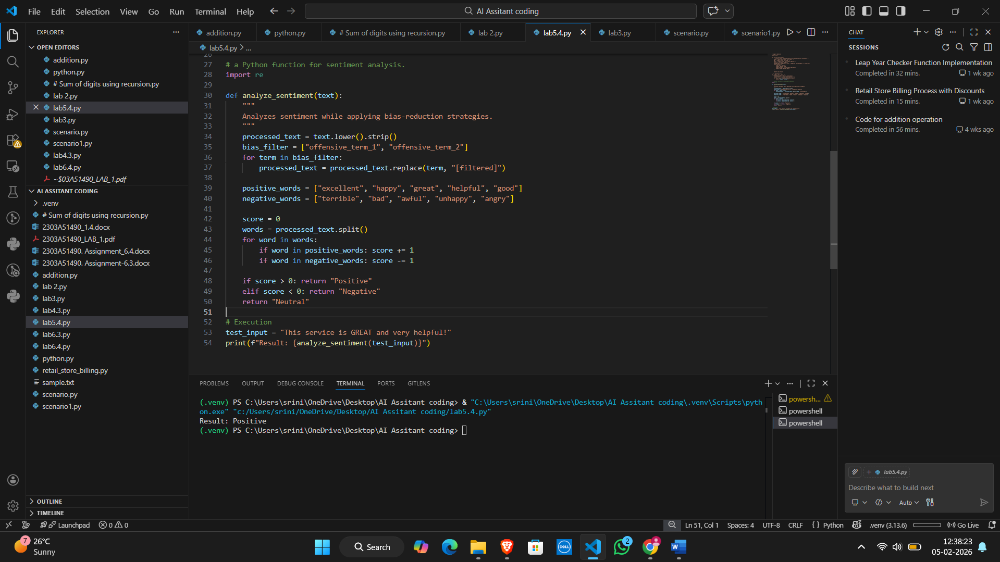 File Edit Selection View Go Run Terminal Help
AI Assitant coding
EXPLORER
OPEN EDITORS
addition.py
python.py
# Sum of digits using recursion.py
lab 2.py
lab5.4.py
lab3.py
scenario.py
scenario1.py
lab4.3.py
lab6.4.py
~$03A51490_LAB_1.pdf
AI ASSITANT CODING
.venv
# Sum of digits using recursion.py
2303A51490_1.4.docx
2303A51490_LAB_1.pdf
2303A51490. Assignment_6.4.docx
2303A51490. Assignment-6.3.docx
addition.py
lab 2.py
lab3.py
lab4.3.py
lab5.4.py
lab6.3.py
lab6.4.py
python.py
retail_store_billing.py
sample.txt
scenario.py
scenario1.py
OUTLINE
TIMELINE
addition.py python.py # Sum of digits using recursion.py lab 2.py lab5.4.py lab3.py scenario.py scenario1.py
lab5.4.py > ...
26
27 # a Python function for sentiment analysis.
28 import re
29
30 def analyze_sentiment(text):
31 """
32 Analyzes sentiment while applying bias-reduction strategies.
33 """
34 processed_text = text.lower().strip()
35 bias_filter = ["offensive_term_1", "offensive_term_2"]
36 for term in bias_filter:
37 processed_text = processed_text.replace(term, "[filtered]")
38
39 positive_words = ["excellent", "happy", "great", "helpful", "good"]
40 negative_words = ["terrible", "bad", "awful", "unhappy", "angry"]
41
42 score = 0
43 words = processed_text.split()
44 for word in words:
45 if word in positive_words: score += 1
46 if word in negative_words: score -= 1
47
48 if score > 0: return "Positive"
49 elif score < 0: return "Negative"
50 return "Neutral"
51
52 # Execution
53 test_input = "This service is GREAT and very helpful!"
54 print(f"Result: {analyze_sentiment(test_input)}")
PROBLEMS OUTPUT DEBUG CONSOLE TERMINAL PORTS GITLENS
(.venv) PS C:\Users\srini\OneDrive\Desktop\AI Assitant coding> & "C:\Users\srini\OneDrive\Desktop\AI Assitant coding\.venv\Scripts\pyth
on.exe" "c:/Users/srini/OneDrive/Desktop/AI Assitant coding/lab5.4.py"
Result: Positive
(.venv) PS C:\Users\srini\OneDrive\Desktop\AI Assitant coding>
powersh...
powershell
powershell
CHAT
SESSIONS
Leap Year Checker Function Implementation
Completed in 32 mins. 1 wk ago
Retail Store Billing Process with Discounts
Completed in 15 mins. 1 wk ago
Code for addition operation
Completed in 56 mins. 4 wks ago
lab5.4.py
Describe what to build next
Auto
Launchpad 0 0 Ln 51, Col 1 Spaces: 4 UTF-8 CRLF { } Python .venv (3.13.6) Go Live
7
26°C
Sunny
Search
DELL
2
12:38:23
05-02-2026